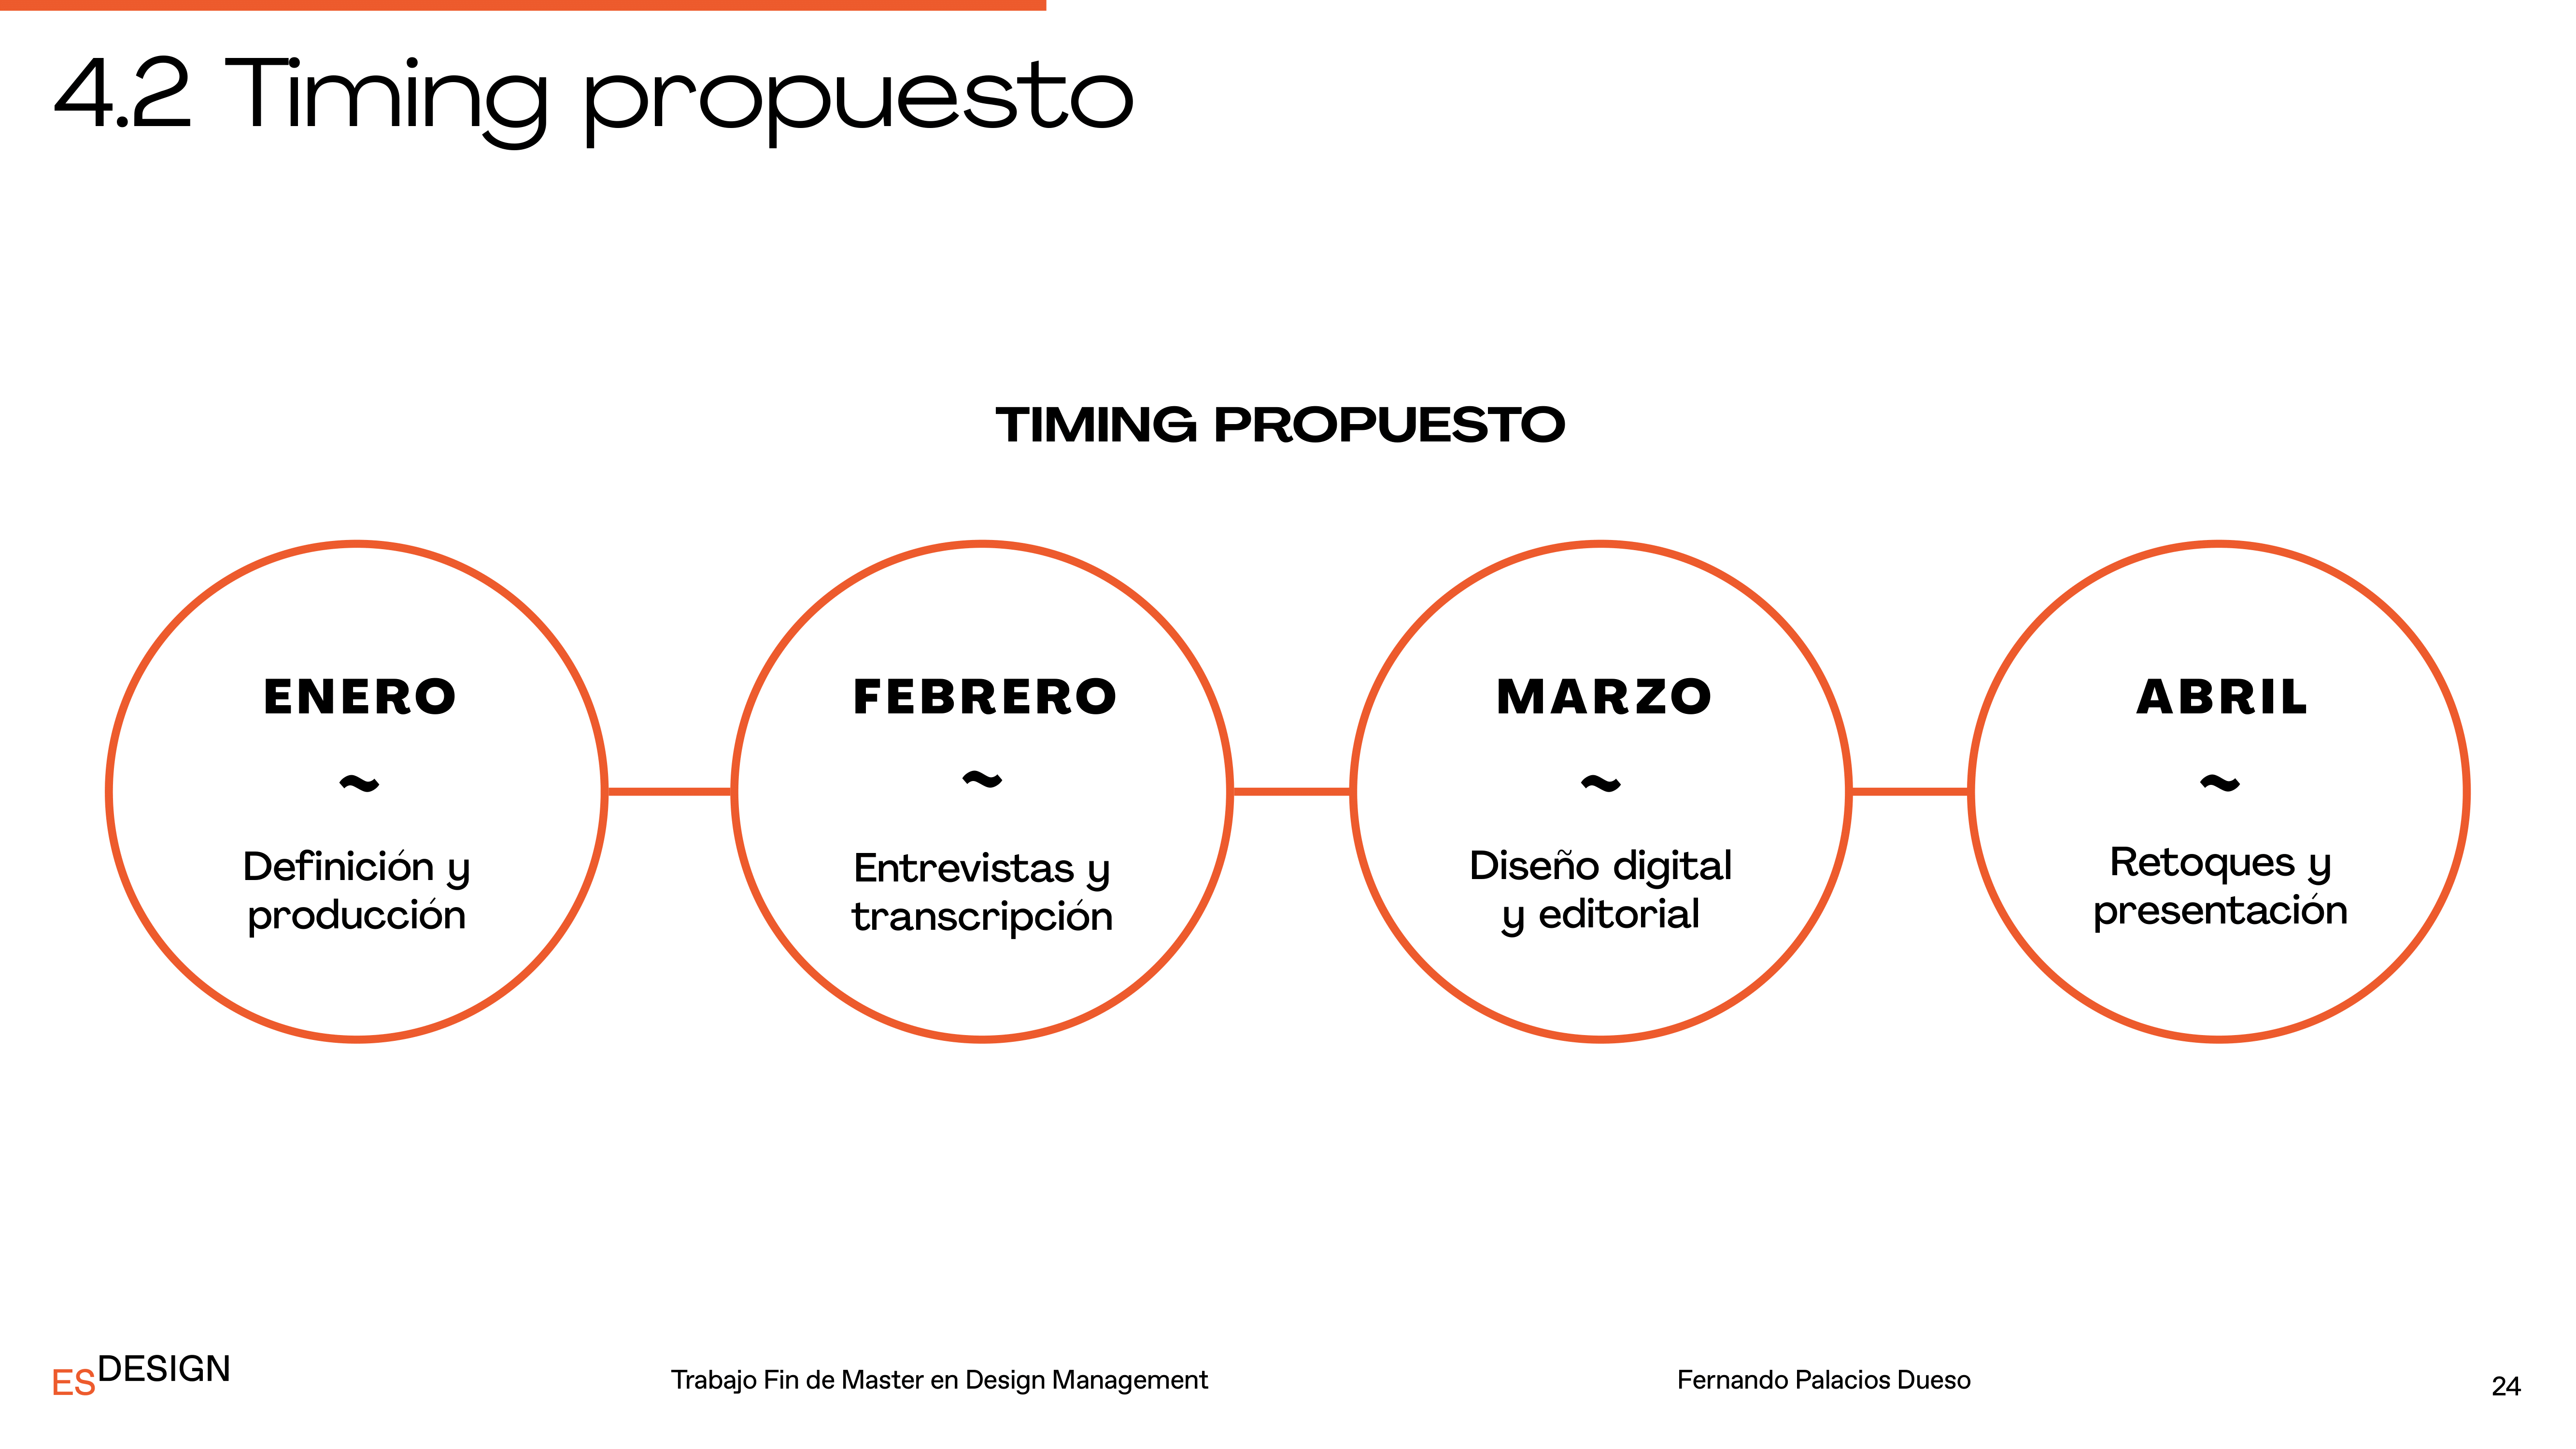 4.2 Timing propuesto
TIMING PROPUESTO
ENERO
~
Definición y
producción
FEBRERO
~
Entrevistas y
transcripción
MARZO
~
Diseño digital
y editorial
ABRIL
~
Retoques y
presentación
ESDESIGN
Trabajo Fin de Master en Design Management
Fernando Palacios Dueso
24